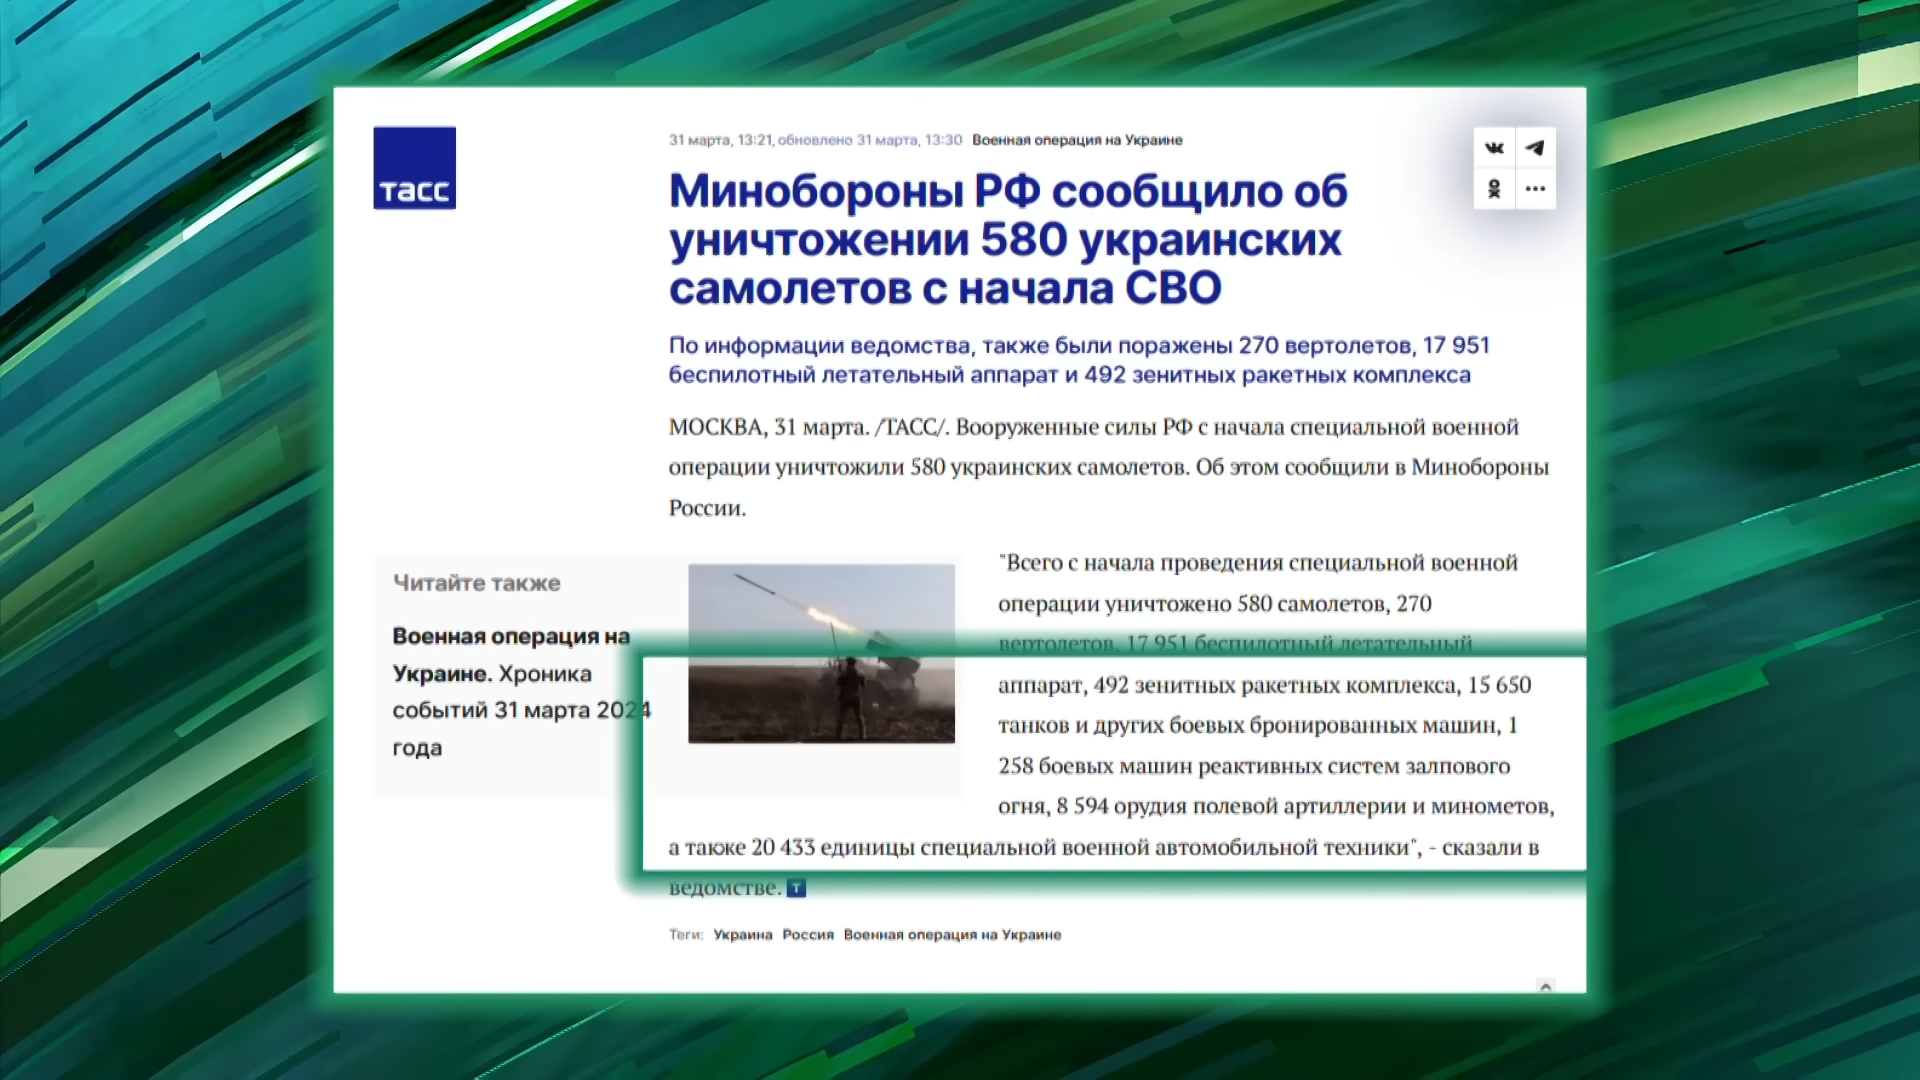 тасс
31 марта, 13:21, обновлено 31 марта, 13:30 Военная операция на Украине
Минобороны РФ сообщило об
уничтожении 580 украинских
самолетов с начала СВО
По информации ведомства, также были поражены 270 вертолетов, 17 951
беспилотный летательный аппарат и 492 зенитных ракетных комплекса
МОСКВА, 31 марта. /ТАСС/. Вооруженные силы РФ с начала специальной военной
операции уничтожили 580 украинских самолетов. Об этом сообщили в Минобороны
России.
Читайте также
Военная операция на
Украине. Хроника
событий 31 марта 2024
года
"Всего с начала проведения специальной военной
операции уничтожено 580 самолетов, 270
вертолетов, 17 951 беспилотный летательный
аппарат, 492 зенитных ракетных комплекса, 15 650
танков и других боевых бронированных машин, 1
258 боевых машин реактивных систем залпового
огня, 8 594 орудия полевой артиллерии и минометов,
а также 20 433 единицы специальной военной автомобильной техники", - сказали в
ведомстве. Т
Теги: Украина Россия Военная операция на Украине